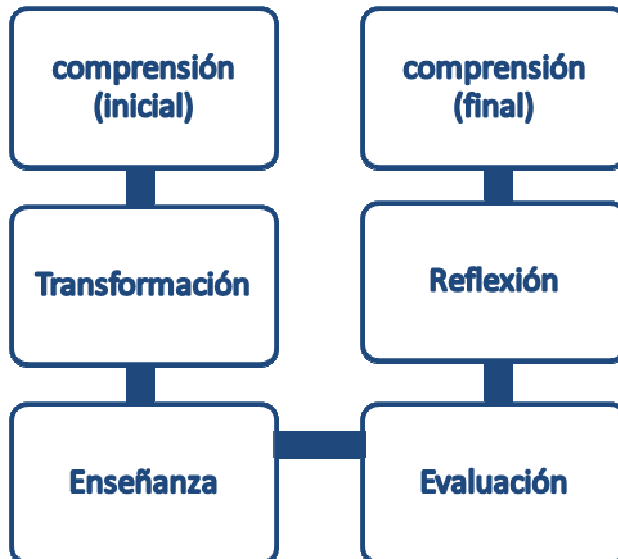 comprensión
(inicial)
Transformación
Enseñanza
Evaluación
Reflexión
comprensión
(final)